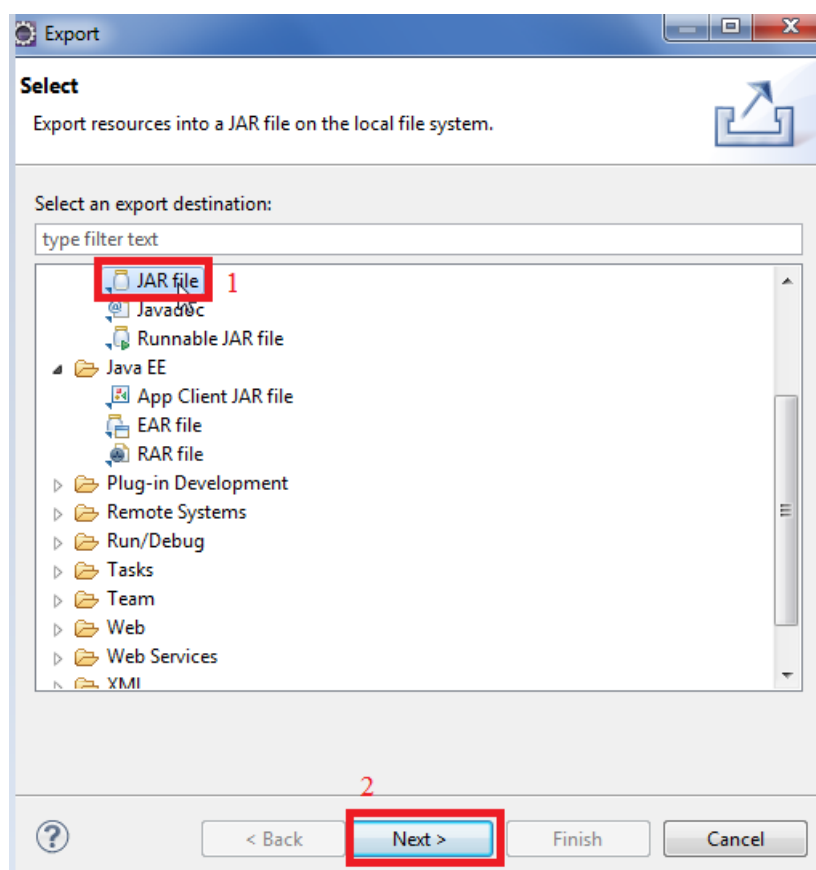 Export
Select
Export resources into a JAR file on the local file system.
Select an export destination:
type filter text
JAR file 1
Javadoc
Runnable JAR file
Java EE
App Client JAR file
EAR file
RAR file
Plug-in Development
Remote Systems
Run/Debug
Tasks
Team
Web
Web Services
XML
2
< Back Next > Finish Cancel